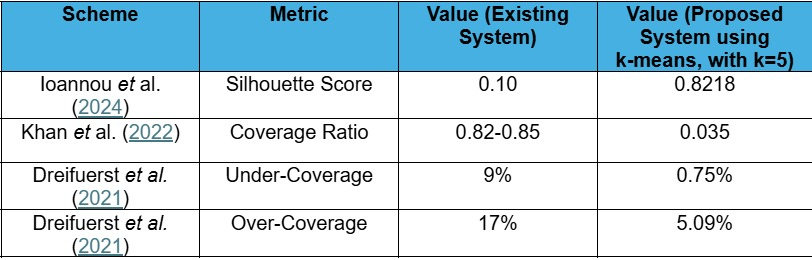 Scheme Metric Value (Existing System) Value (Proposed System using k-means, with k=5)
Ioannou et al. (2024) Silhouette Score 0.10 0.8218
Khan et al. (2022) Coverage Ratio 0.82-0.85 0.035
Dreifuerst et al. (2021) Under-Coverage 9% 0.75%
Dreifuerst et al. (2021) Over-Coverage 17% 5.09%